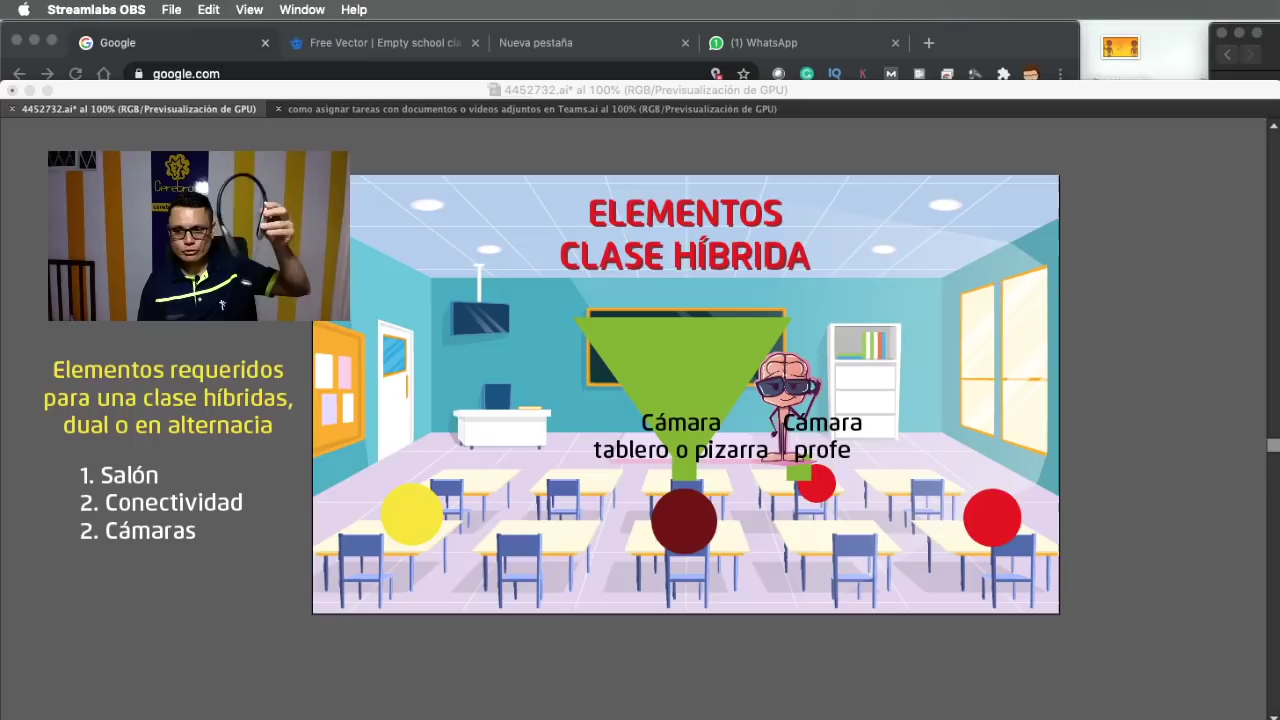 Streamlabs OBS File Edit View Window Help
Google
Free Vector | Empty school cla
Nueva pestaña
(1) WhatsApp
google.com
4452732.ai* al 100% (RGB/Previsualización de GPU)
4452732.ai* al 100% (RGB/Previsualización de GPU)
como asignar tareas con documentos o vídeos adjuntos en Teams.ai al 100% (RGB/Previsualización de GPU)
ELEMENTOS
CLASE HÍBRIDA
Elementos requeridos
para una clase híbridas,
dual o en alternacia
1. Salón
2. Conectividad
2. Cámaras
Cámara
tablero o pizarra
Cámara
profe